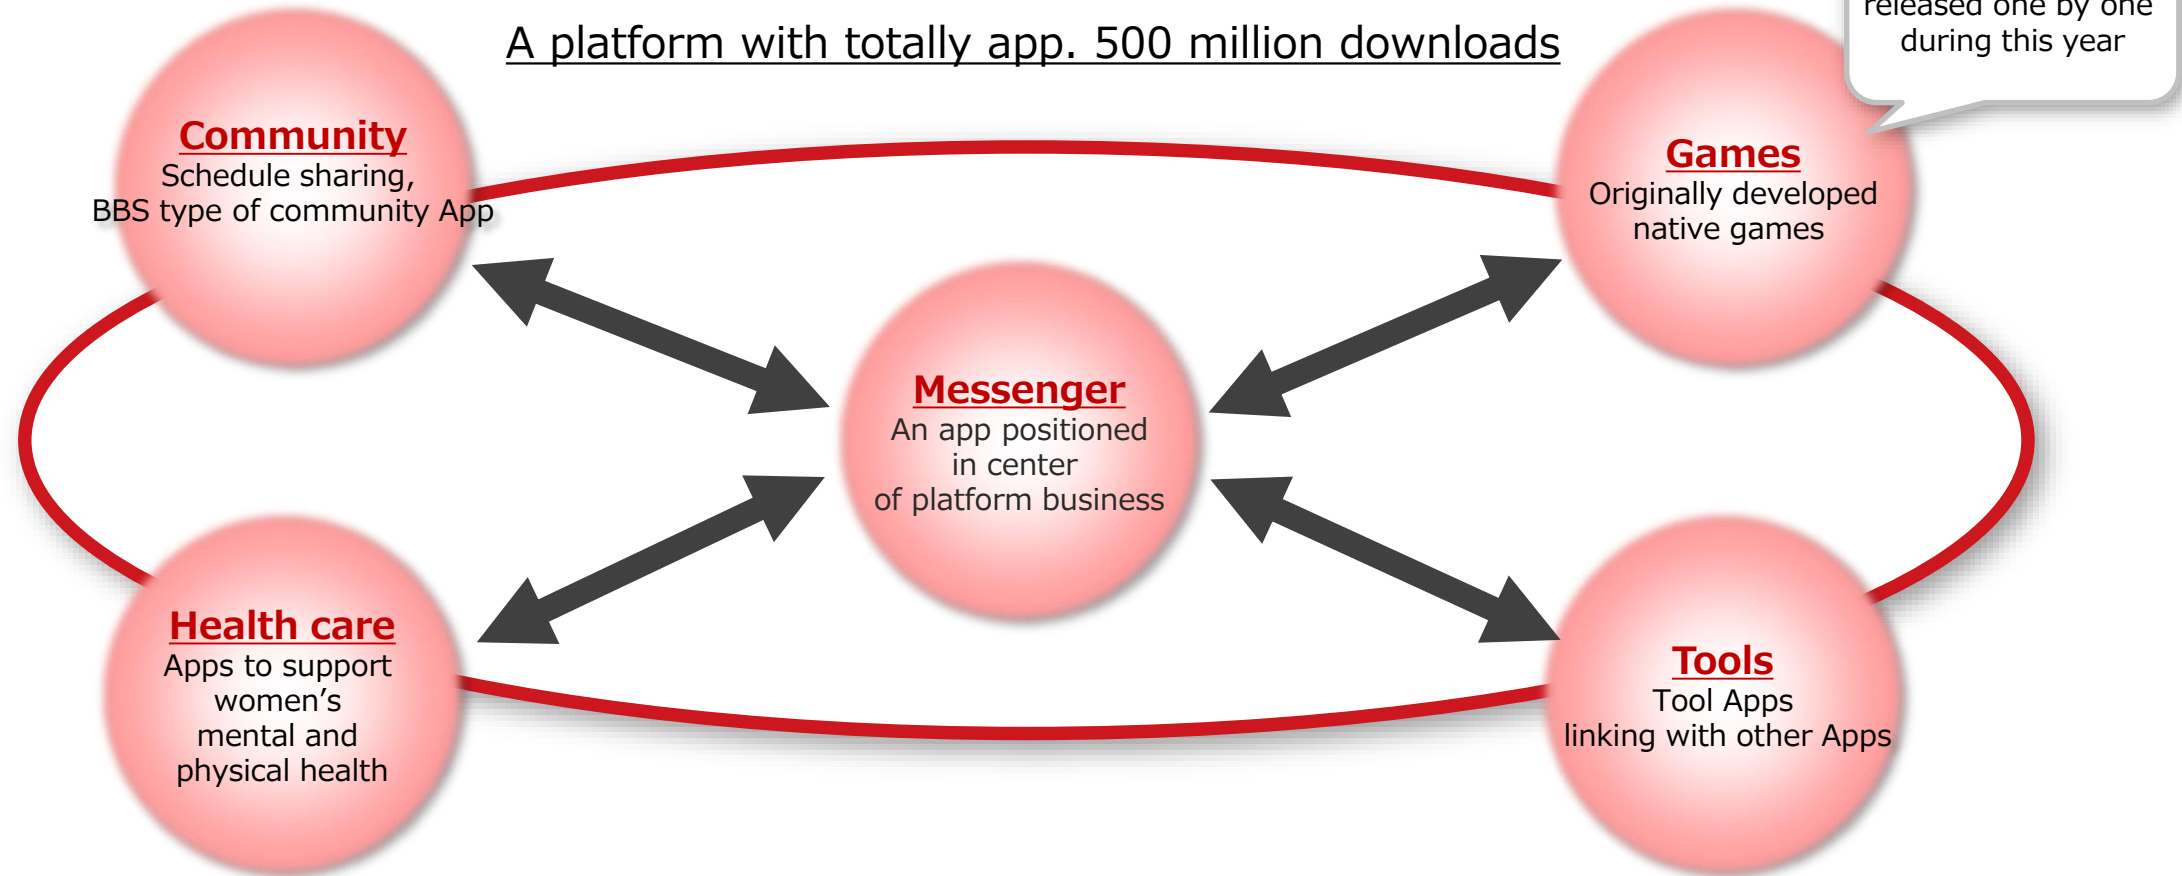 A platform with totally app. 500 million downloads
released one by one
during this year
Community
Schedule sharing,
BBS type of community App
Games
Originally developed
native games
Messenger
An app positioned
in center
of platform business
Health care
Apps to support
women’s
mental and
physical health
Tools
Tool Apps
linking with other Apps